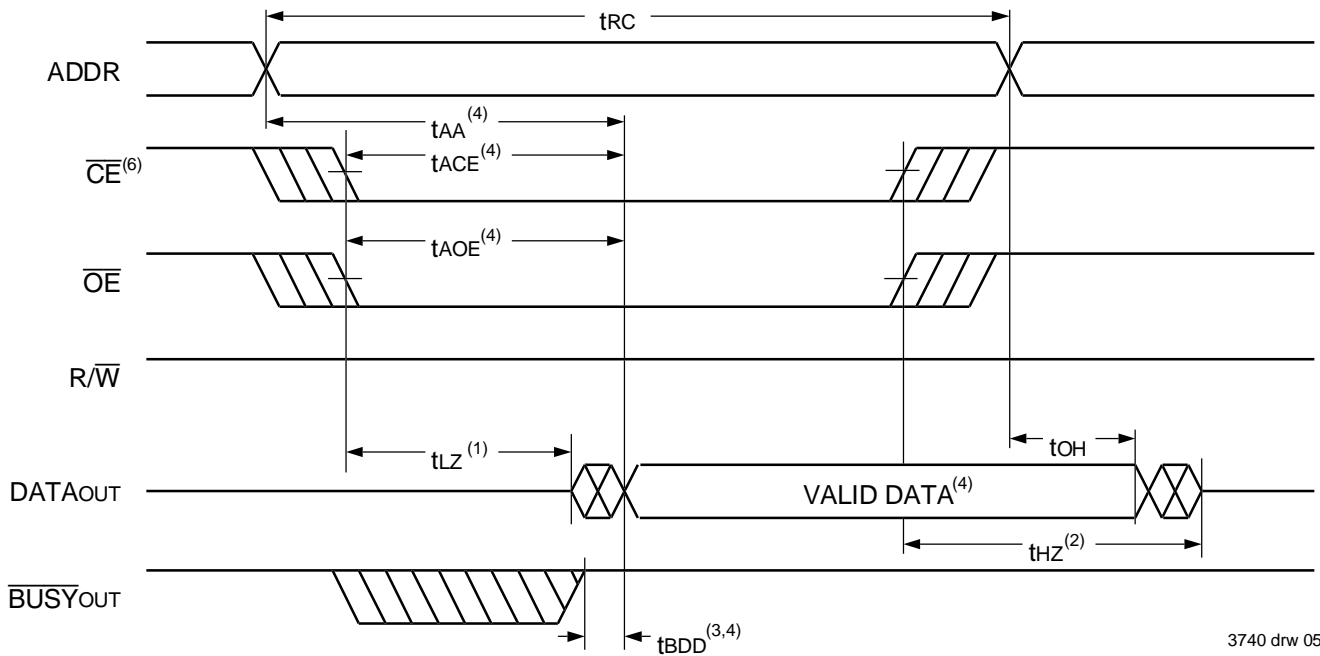 tRC
ADDR
tAA(4)
CE(6)
tACE(4)
tAOE(4)
OE
R/W
tLZ(1)
tOH
DATAOUT
VALID DATA(4)
tHZ(2)
BUSYOUT
tBDD(3,4)
3740 drw 05